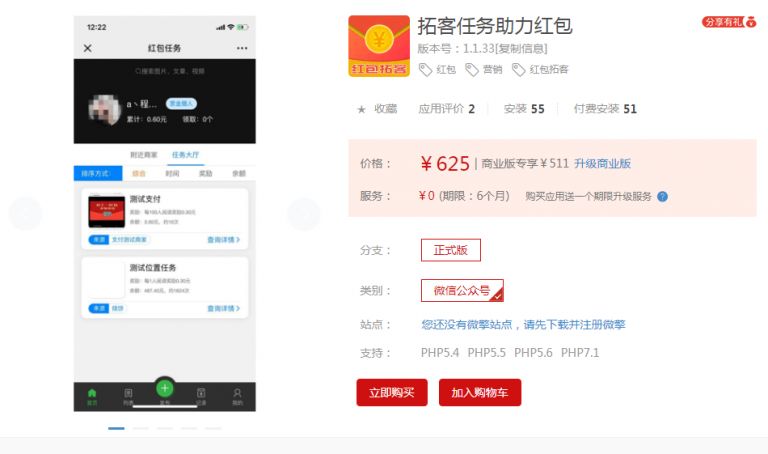 12:22
红包任务
搜索图片、文章、视频
a丶程...
累计：0.60元
领取：0个
附近商家
任务大厅
排序方式：
综合
时间
奖励
余额
测试支付
来源
支付测试商家
查询详情 >
测试位置任务
来源
查询详情 >
首页
列表
发布
记录
我的
分享有礼
红包拓客
拓客任务助力红包
版本号：1.1.33[复制信息]
红包 营销 红包拓客
★ 收藏 应用评价 2 安装 55 付费安装 51
价格： ￥625 | 商业版专享￥511 升级商业版
服务： ￥0 (期限：6个月) 购买应用送一个期限升级服务 ?
分支： 正式版
类别： 微信公众号
站点： 您还没有微擎站点，请先下载并注册微擎
支持： PHP5.4 PHP5.5 PHP5.6 PHP7.1
立即购买 加入购物车